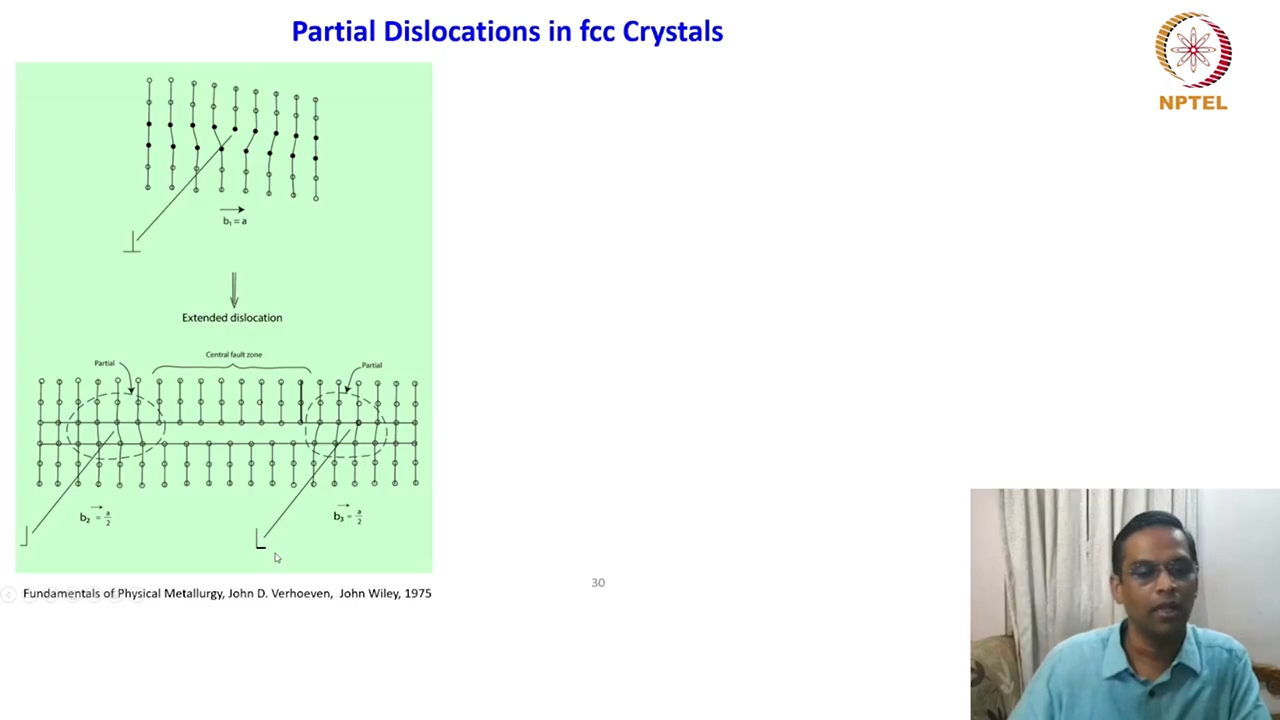 Partial Dislocations in fcc Crystals
NPTEL
b₁ = a
Extended dislocation
Central fault zone
Partial
Partial
b₂ = a/2
b₃ = a/2
30
Fundamentals of Physical Metallurgy, John D. Verhoeven, John Wiley, 1975